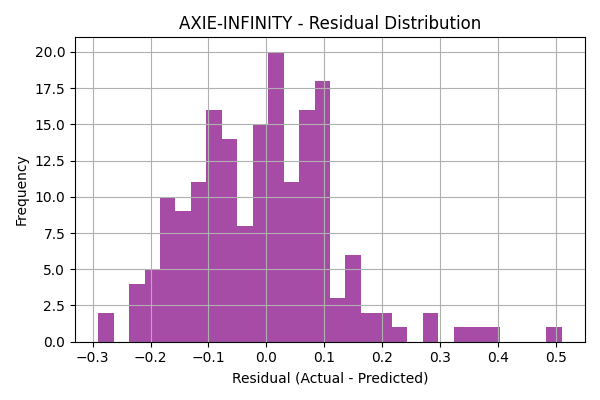 AXIE-INFINITY - Residual Distribution
Frequency
20.0
17.5
15.0
12.5
10.0
7.5
5.0
2.5
0.0
−0.3 −0.2 −0.1 0.0 0.1 0.2 0.3 0.4 0.5
Residual (Actual - Predicted)